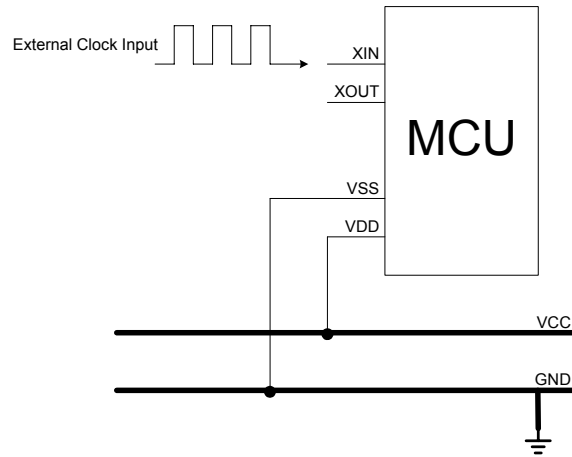 External Clock Input
XIN
XOUT
MCU
VSS
VDD
VCC
GND